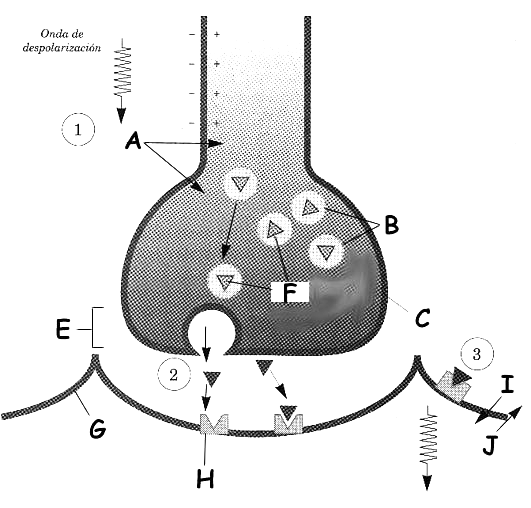 Onda de
despolarización
− +
− +
− +
− +
1
A
B
F
C
E
2
3
I
G
J
H